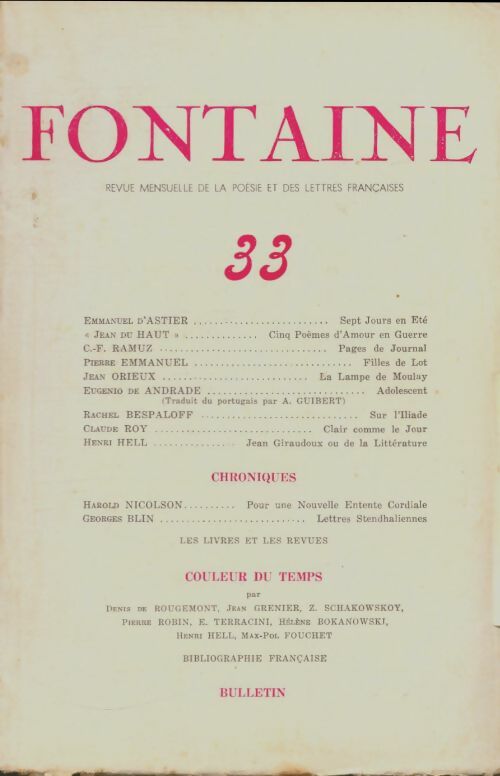 FONTAINE
REVUE MENSUELLE DE LA POÉSIE ET DES LETTRES FRANÇAISES
33
EMMANUEL D'ASTIER .......................... Sept Jours en Eté
« JEAN DU HAUT » .............. Cinq Poèmes d'Amour en Guerre
C.-F. RAMUZ ................................ Pages de Journal
PIERRE EMMANUEL .............................. Filles de Lot
JEAN ORIEUX ............................ La Lampe de Moulay
EUGENIO DE ANDRADE .............................. Adolescent
(Traduit du portugais par A. GUIBERT)
RACHEL BESPALOFF .............................. Sur l'Iliade
CLAUDE ROY .............................. Clair comme le Jour
HENRI HELL ................ Jean Giraudoux ou de la Littérature
CHRONIQUES
HAROLD NICOLSON.......... Pour une Nouvelle Entente Cordiale
GEORGES BLIN ............................ Lettres Stendhaliennes
LES LIVRES ET LES REVUES
COULEUR DU TEMPS
par
DENIS DE ROUGEMONT, JEAN GRENIER, Z. SCHAKOWSKOY,
PIERRE ROBIN, E. TERRACINI, HÉLÈNE BOKANOWSKI,
HENRI HELL, MAX-POL FOUCHET
BIBLIOGRAPHIE FRANÇAISE
BULLETIN